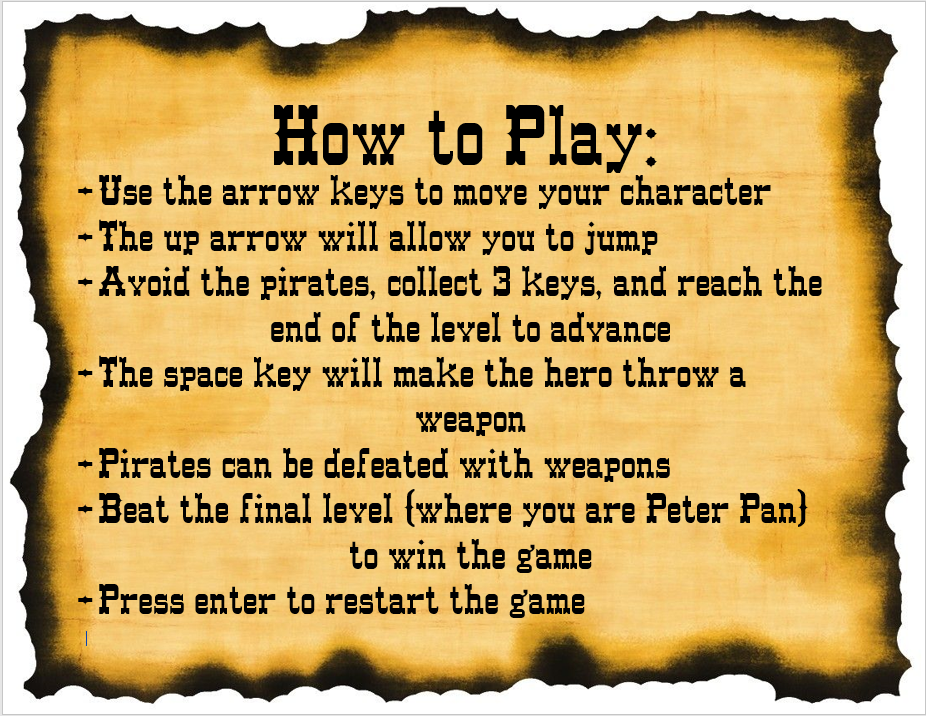 How to Play:
-Use the arrow keys to move your character
-The up arrow will allow you to jump
-Avoid the pirates, collect 3 keys, and reach the
end of the level to advance
-The space key will make the hero throw a
weapon
-Pirates can be defeated with weapons
-Beat the final level (where you are Peter Pan)
to win the game
-Press enter to restart the game